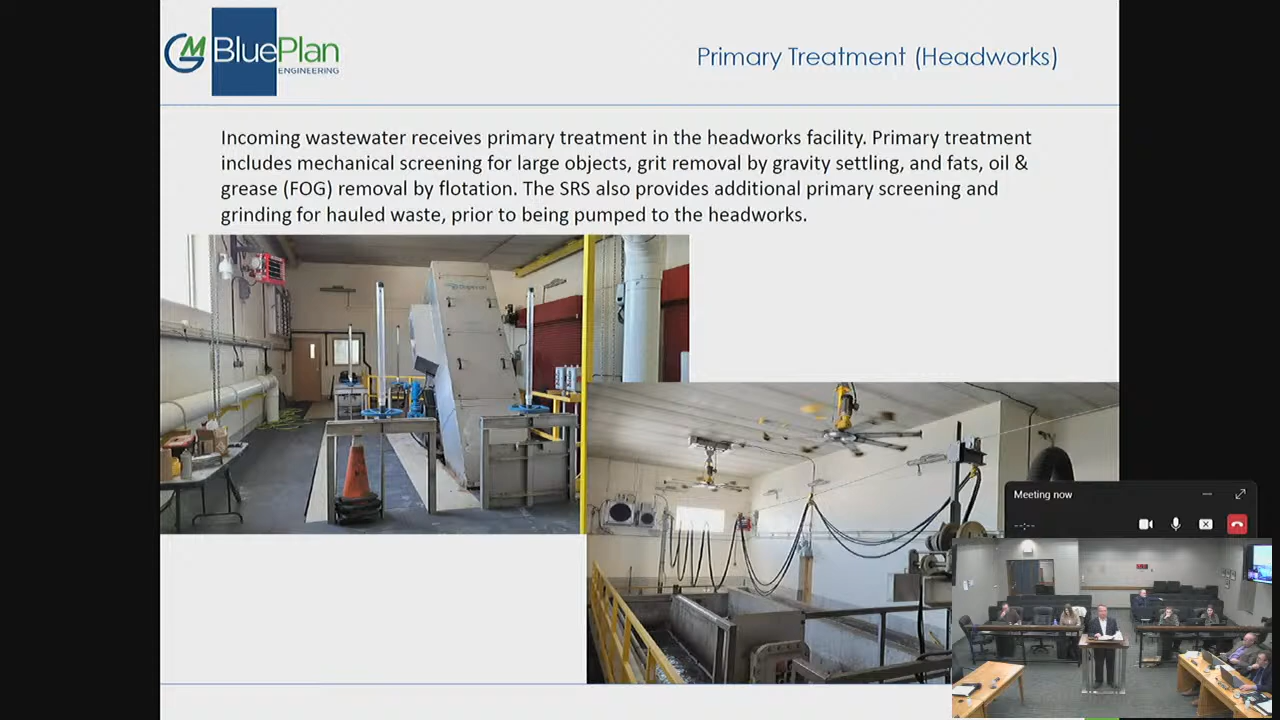 GM BluePlan
ENGINEERING
Primary Treatment (Headworks)
Incoming wastewater receives primary treatment in the headworks facility. Primary treatment
includes mechanical screening for large objects, grit removal by gravity settling, and fats, oil &
grease (FOG) removal by flotation. The SRS also provides additional primary screening and
grinding for hauled waste, prior to being pumped to the headworks.
Meeting now
--:--